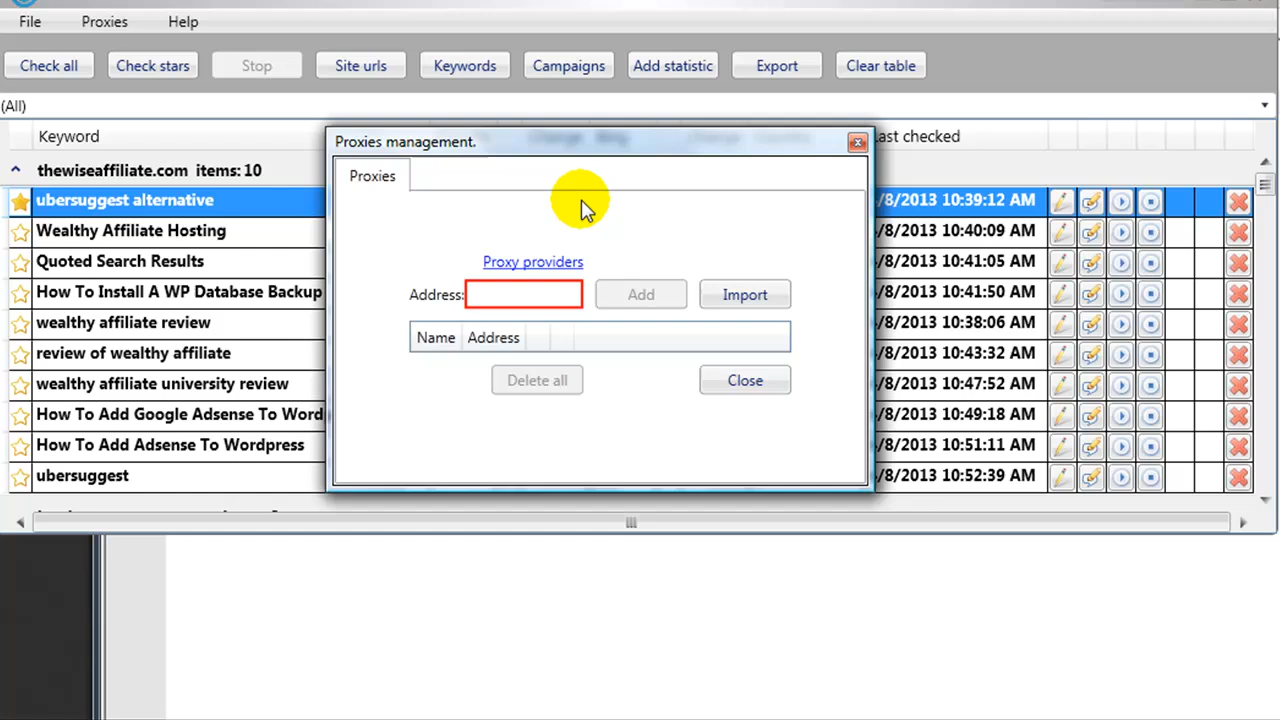 File Proxies Help
Check all Check stars Stop Site urls Keywords Campaigns Add statistic Export Clear table
(All)
Keyword Last checked
Proxies management.
thewiseaffiliate.com items: 10
Proxies
ubersuggest alternative /8/2013 10:39:12 AM
Wealthy Affiliate Hosting /8/2013 10:40:09 AM
Quoted Search Results /8/2013 10:41:05 AM
Proxy providers
How To Install A WP Database Backup /8/2013 10:41:50 AM
Address: Add Import
wealthy affiliate review /8/2013 10:38:06 AM
Name Address
review of wealthy affiliate /8/2013 10:43:32 AM
wealthy affiliate university review /8/2013 10:47:52 AM
Delete all Close
How To Add Google Adsense To Word /8/2013 10:49:18 AM
How To Add Adsense To Wordpress /8/2013 10:51:11 AM
ubersuggest /8/2013 10:52:39 AM